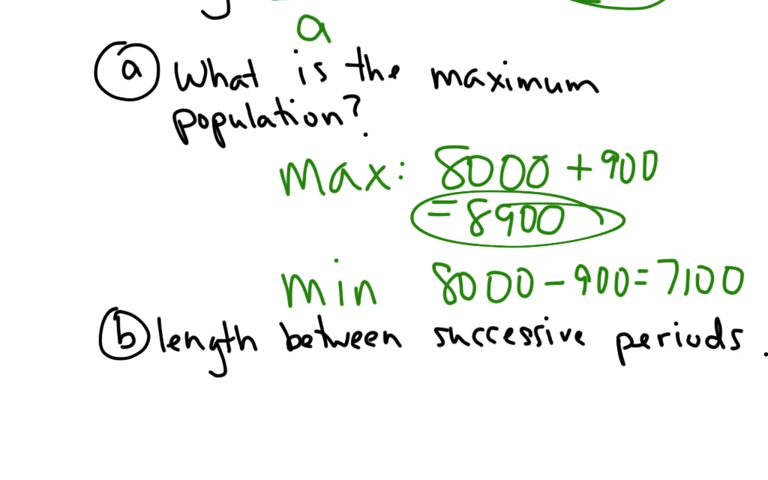 a
(a) What is the maximum
population?
max: 8000 + 900
= 8900
min 8000 - 900 = 7100
(b) length between successive periods.